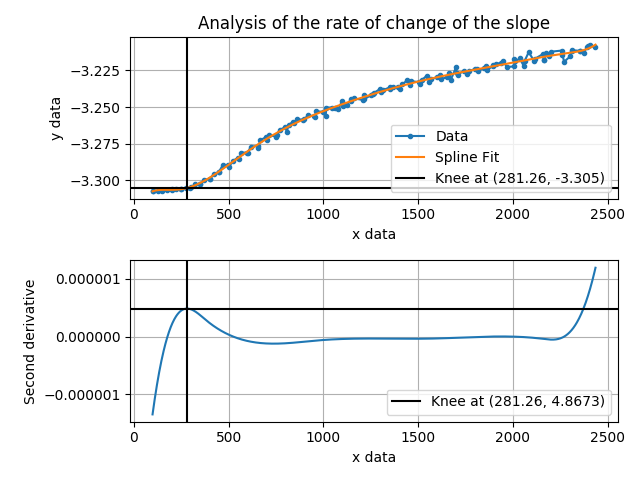 Analysis of the rate of change of the slope
y data
−3.225
−3.250
−3.275
−3.300
Data
Spline Fit
Knee at (281.26, -3.305)
0 500 1000 1500 2000 2500
x data
Second derivative
0.000001
0.000000
−0.000001
Knee at (281.26, 4.8673)
0 500 1000 1500 2000 2500
x data